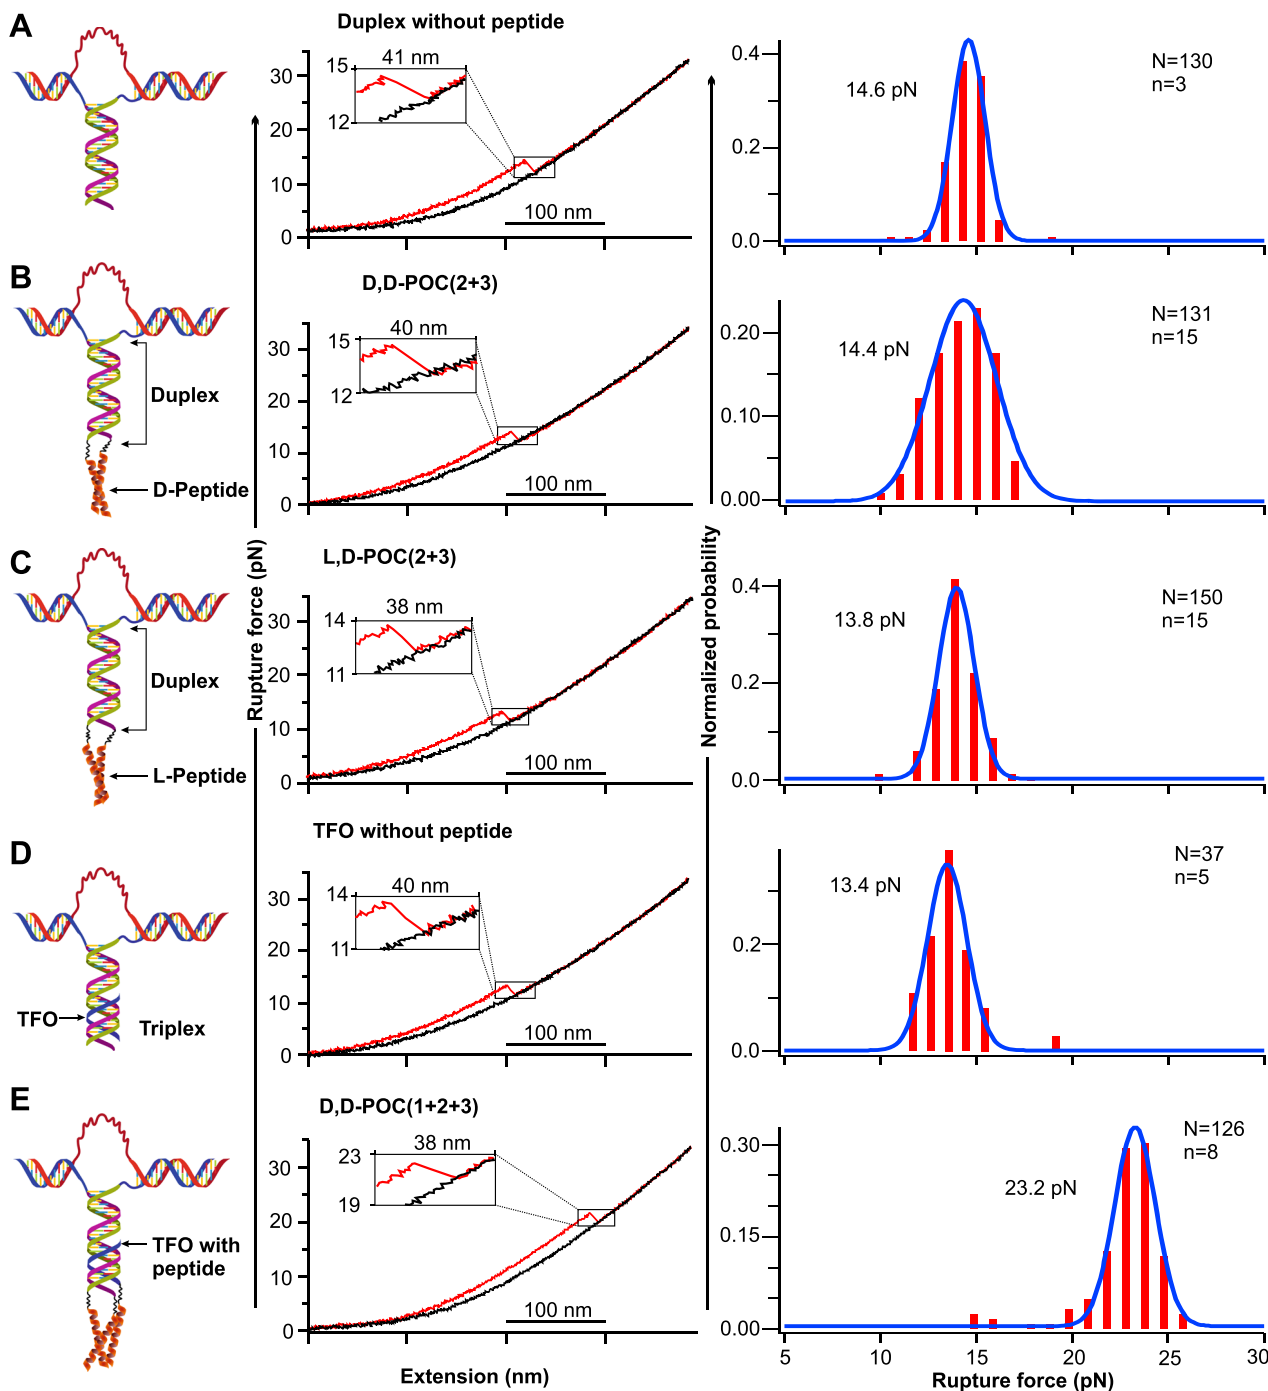 A
Duplex without peptide
30
20
10
0
15
12
41 nm
100 nm
0.4
0.2
0.0
14.6 pN
N=130
n=3
B
Duplex
D-Peptide
D,D-POC(2+3)
30
20
10
0
15
12
40 nm
100 nm
0.20
0.10
0.00
14.4 pN
N=131
n=15
C
Duplex
L-Peptide
L,D-POC(2+3)
30
20
10
0
14
11
38 nm
100 nm
0.4
0.2
0.0
13.8 pN
N=150
n=15
Rupture force (pN)
Normalized probability
D
TFO
Triplex
TFO without peptide
30
20
10
0
14
11
40 nm
100 nm
0.2
0.0
13.4 pN
N=37
n=5
E
TFO with
peptide
D,D-POC(1+2+3)
30
20
10
0
23
19
38 nm
100 nm
Extension (nm)
0.30
0.15
0.00
23.2 pN
N=126
n=8
5 10 15 20 25 30
Rupture force (pN)